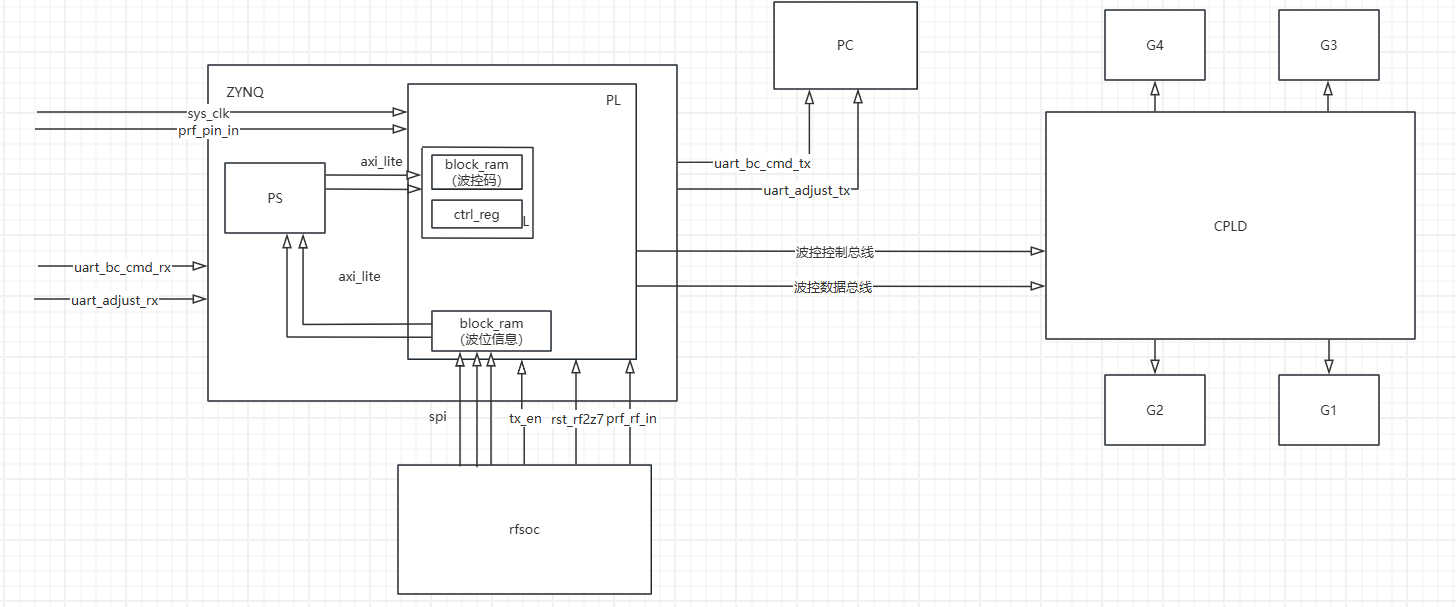 PC
G4
G3
ZYNQ
PL
sys_clk
prf_pin_in
axi_lite
block_ram
（波控码）
uart_bc_cmd_tx
uart_adjust_tx
PS
ctrl_reg
L
CPLD
波控控制总线
uart_bc_cmd_rx
axi_lite
波控数据总线
uart_adjust_rx
block_ram
（波位信息）
spi
tx_en
rst_rf2z7
prf_rf_in
G2
G1
rfsoc